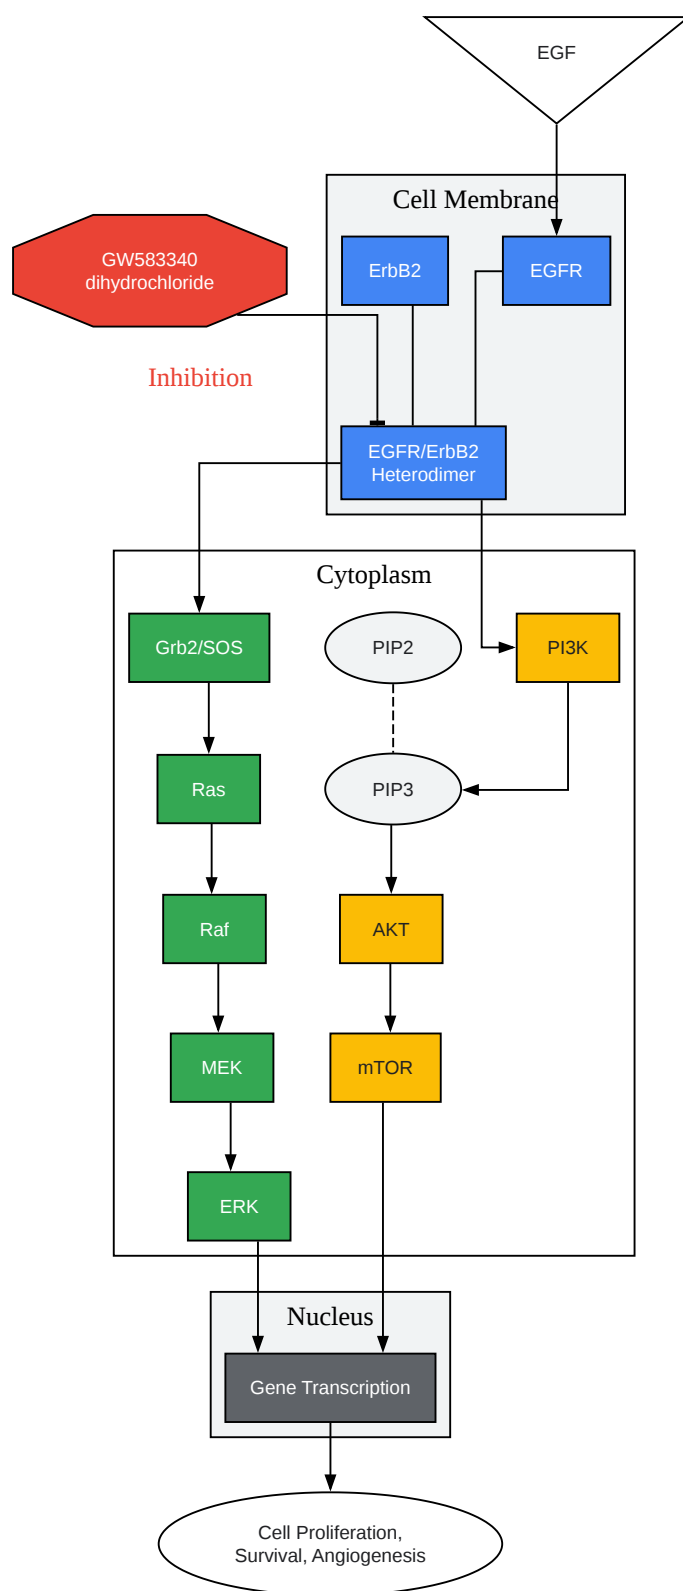 EGF
Cell Membrane
GW583340
dihydrochloride
ErbB2
EGFR
Inhibition
EGFR/ErbB2
Heterodimer
Cytoplasm
Grb2/SOS
PIP2
PI3K
Ras
PIP3
Raf
AKT
MEK
mTOR
ERK
Nucleus
Gene Transcription
Cell Proliferation,
Survival, Angiogenesis